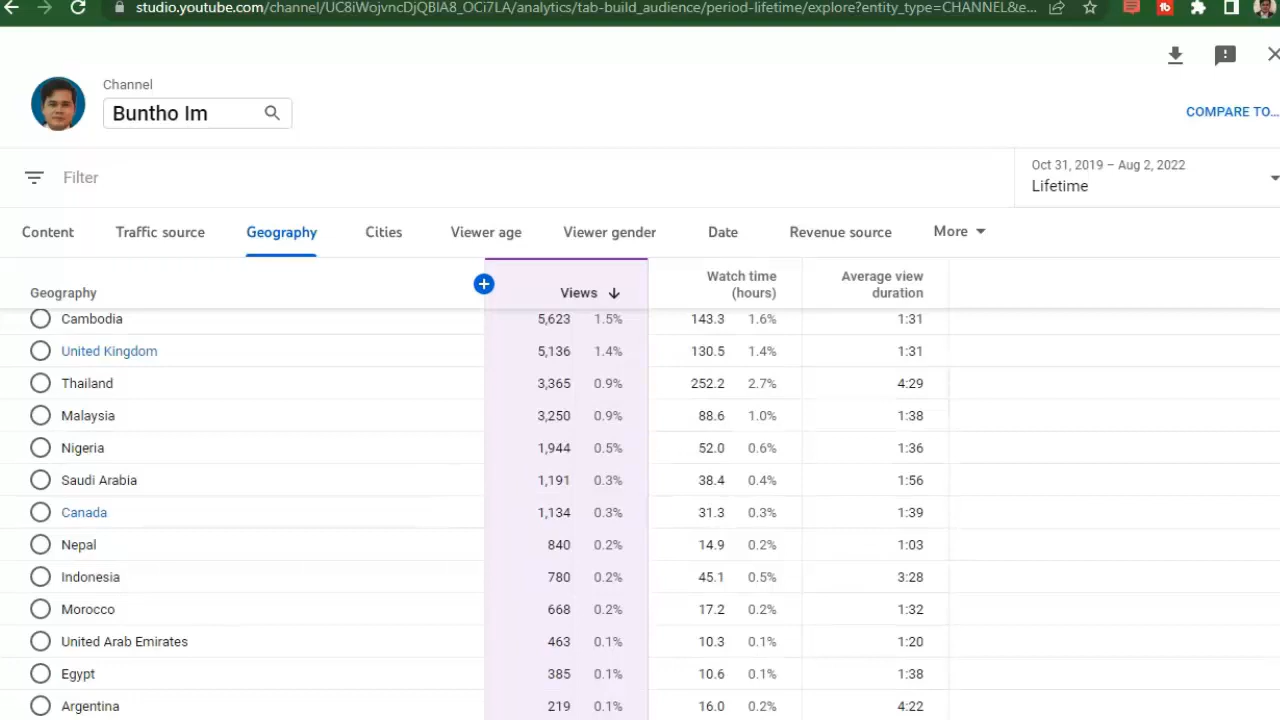 studio.youtube.com/channel/UC8iWojvncDjQBlA8_OCi7LA/analytics/tab-build_audience/period-lifetime/explore?entity_type=CHANNEL&e...
Channel
Buntho Im
COMPARE TO...
Filter
Oct 31, 2019 – Aug 2, 2022
Lifetime
Content Traffic source Geography Cities Viewer age Viewer gender Date Revenue source More
Geography Views Watch time (hours) Average view duration
Cambodia 5,623 1.5% 143.3 1.6% 1:31
United Kingdom 5,136 1.4% 130.5 1.4% 1:31
Thailand 3,365 0.9% 252.2 2.7% 4:29
Malaysia 3,250 0.9% 88.6 1.0% 1:38
Nigeria 1,944 0.5% 52.0 0.6% 1:36
Saudi Arabia 1,191 0.3% 38.4 0.4% 1:56
Canada 1,134 0.3% 31.3 0.3% 1:39
Nepal 840 0.2% 14.9 0.2% 1:03
Indonesia 780 0.2% 45.1 0.5% 3:28
Morocco 668 0.2% 17.2 0.2% 1:32
United Arab Emirates 463 0.1% 10.3 0.1% 1:20
Egypt 385 0.1% 10.6 0.1% 1:38
Argentina 219 0.1% 16.0 0.2% 4:22